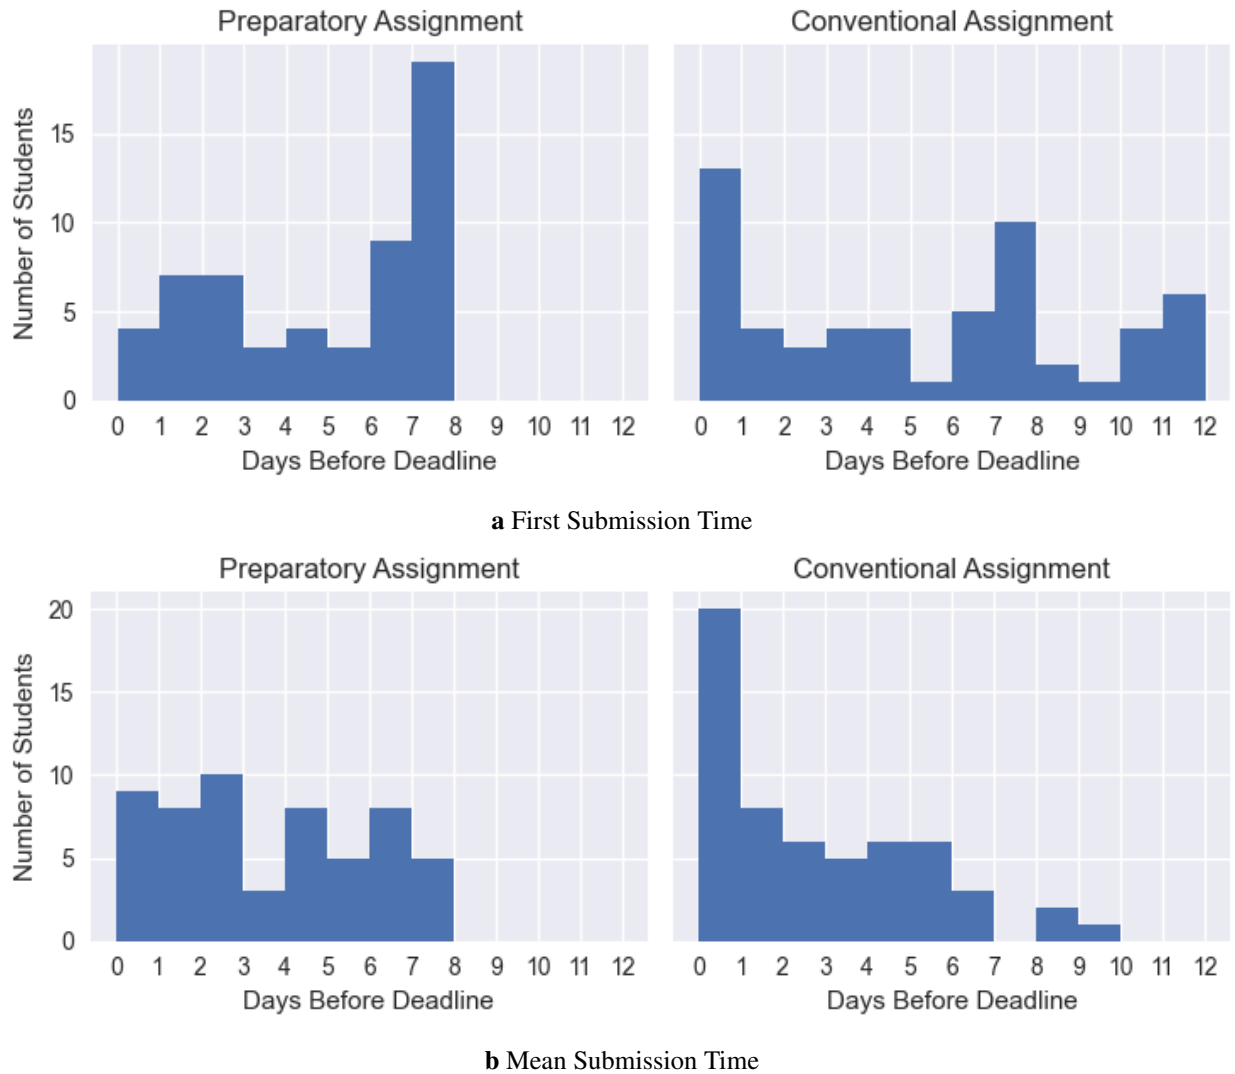 Preparatory Assignment
Conventional Assignment
Number of Students
15
10
5
0
0 1 2 3 4 5 6 7 8 9 10 11 12
0 1 2 3 4 5 6 7 8 9 10 11 12
Days Before Deadline
Days Before Deadline
a First Submission Time
Preparatory Assignment
Conventional Assignment
Number of Students
20
15
10
5
0
0 1 2 3 4 5 6 7 8 9 10 11 12
0 1 2 3 4 5 6 7 8 9 10 11 12
Days Before Deadline
Days Before Deadline
b Mean Submission Time